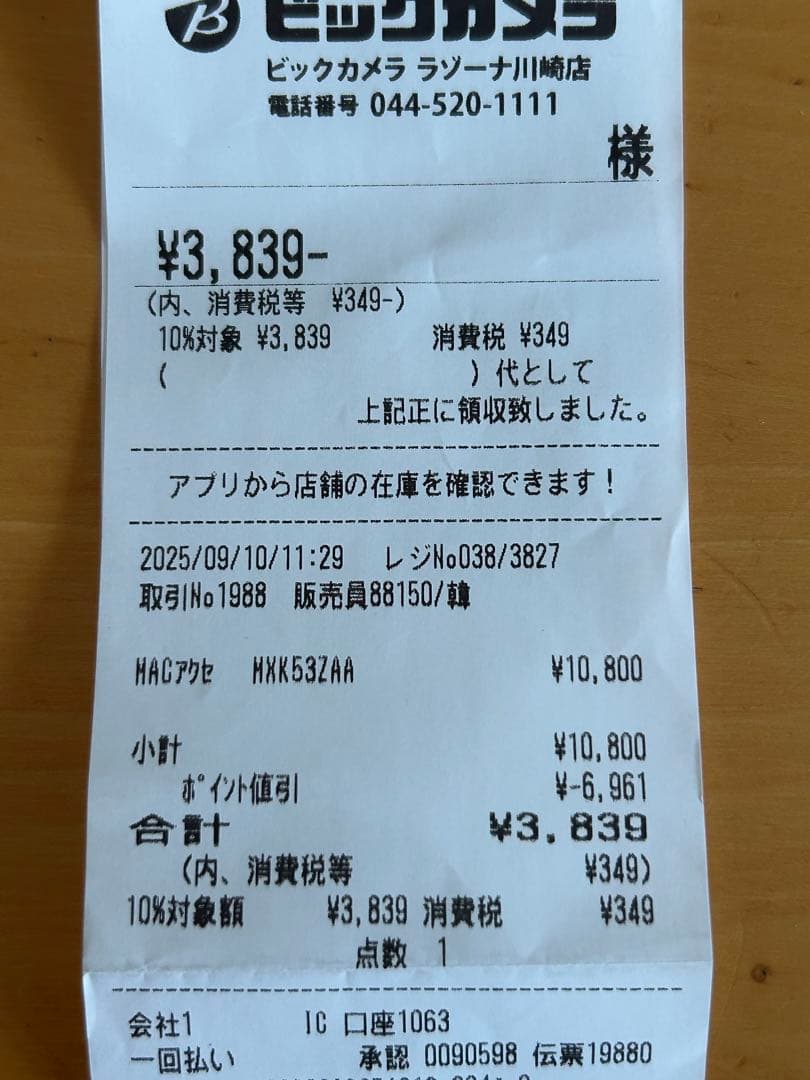 ビックカメラ
ビックカメラ ラゾーナ川崎店
電話番号 044-520-1111
様
¥3,839-
(内、消費税等 ¥349-)
10%対象 ¥3,839 消費税 ¥349
( ) 代として
上記正に領収致しました。
アプリから店舗の在庫を確認できます!
2025/09/10/11:29 レジNo038/3827
取引No1988 販売員88150/韓
MACアクセ MXK53ZAA ¥10,800
小計 ¥10,800
ポイント値引 ¥-6,961
合計 ¥3,839
(内、消費税等 ¥349)
10%対象額 ¥3,839 消費税 ¥349
点数 1
会社1 IC 口座1063
一回払い 承認 0090598 伝票19880